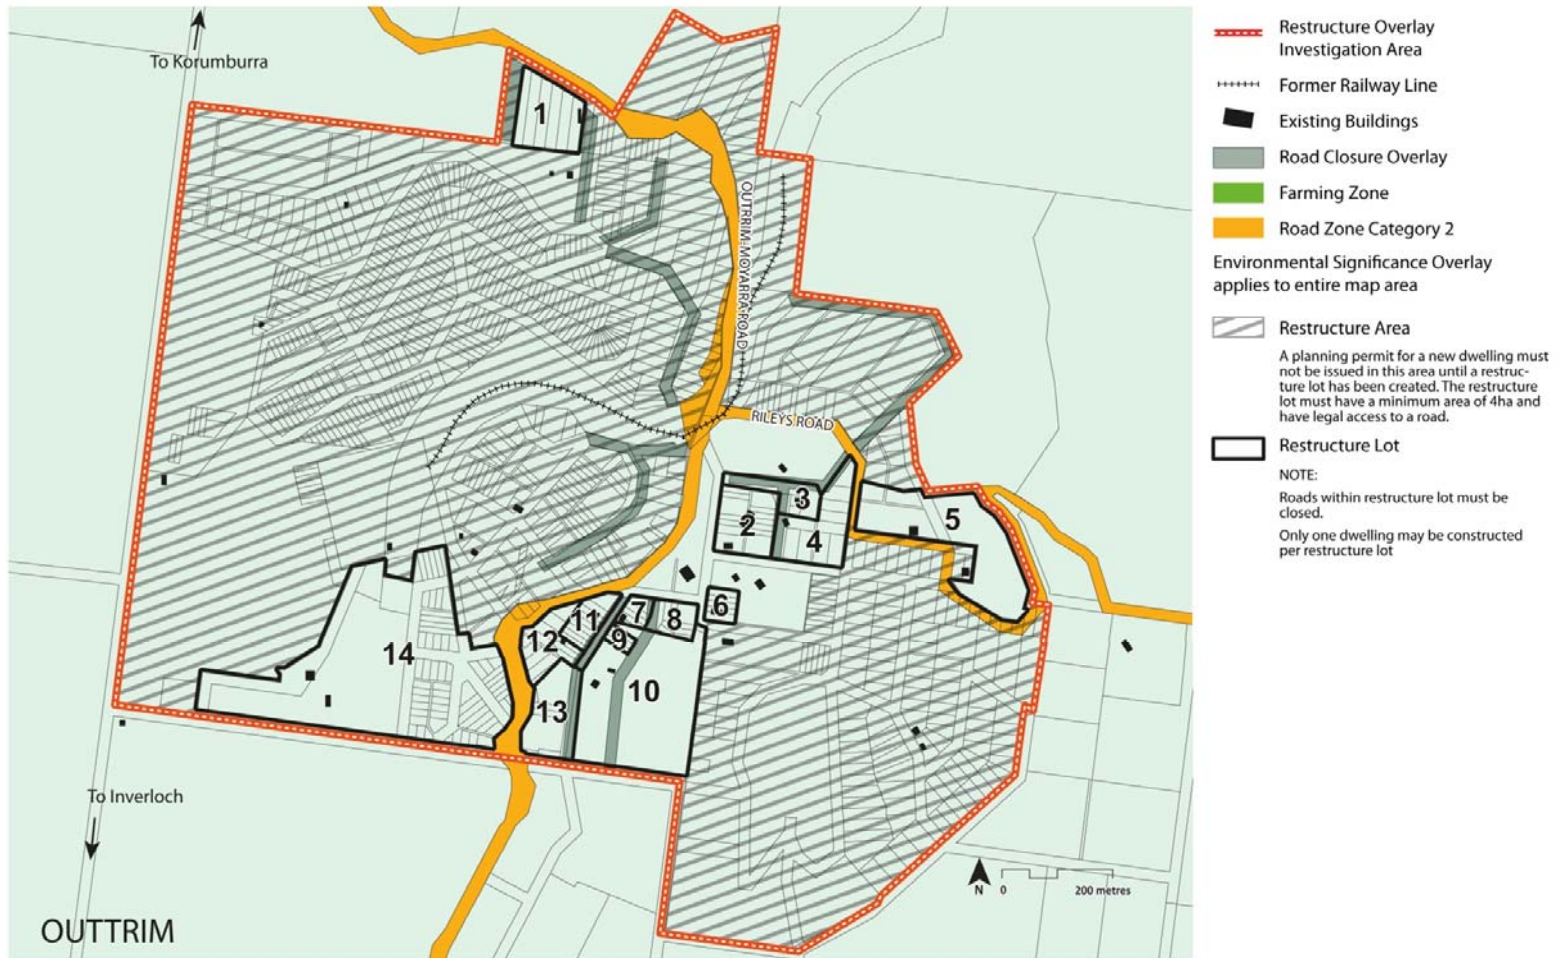 To Korumburra
1
OUTRRIM-MOYARRA ROAD
RILEYS ROAD
3
2
4
5
6
7
8
11
12
9
14
10
13
To Inverloch
N
0
200 metres
OUTTRIM
Restructure Overlay
Investigation Area
Former Railway Line
Existing Buildings
Road Closure Overlay
Farming Zone
Road Zone Category 2
Environmental Significance Overlay
applies to entire map area
Restructure Area
A planning permit for a new dwelling must
not be issued in this area until a restruc-
ture lot has been created. The restructure
lot must have a minimum area of 4ha and
have legal access to a road.
Restructure Lot
NOTE:
Roads within restructure lot must be
closed.
Only one dwelling may be constructed
per restructure lot